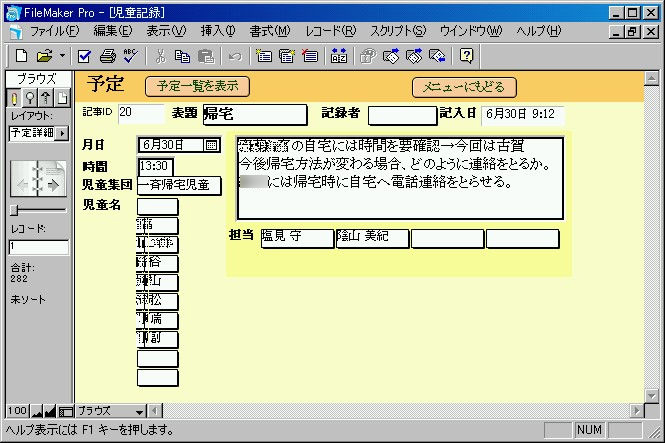 FileMaker Pro - [児童記録]
ファイル(F) 編集(E) 表示(V) 挿入(I) 書式(M) レコード(R) スクリプト(S) ウインドウ(W) ヘルプ(H)
ブラウズ
レイアウト:
予定詳細
レコード:
1
合計:
282
未ソート
予定 予定一覧を表示 メニューにもどる
記事ID 20 表題 帰宅 記録者 記入日 6月30日 9:12
月日 6月30日
時間 13:30
児童集団 一斉帰宅児童
児童名
谷
山
松
の自宅には時間を要確認→今回は古賀
今後帰宅方法が変わる場合、どのように連絡をとるか。
には帰宅時に自宅へ電話連絡をとらせる。
担当 塩見 守 陰山 美紀
100 ブラウズ
ヘルプ表示には F1 キーを押します。 NUM